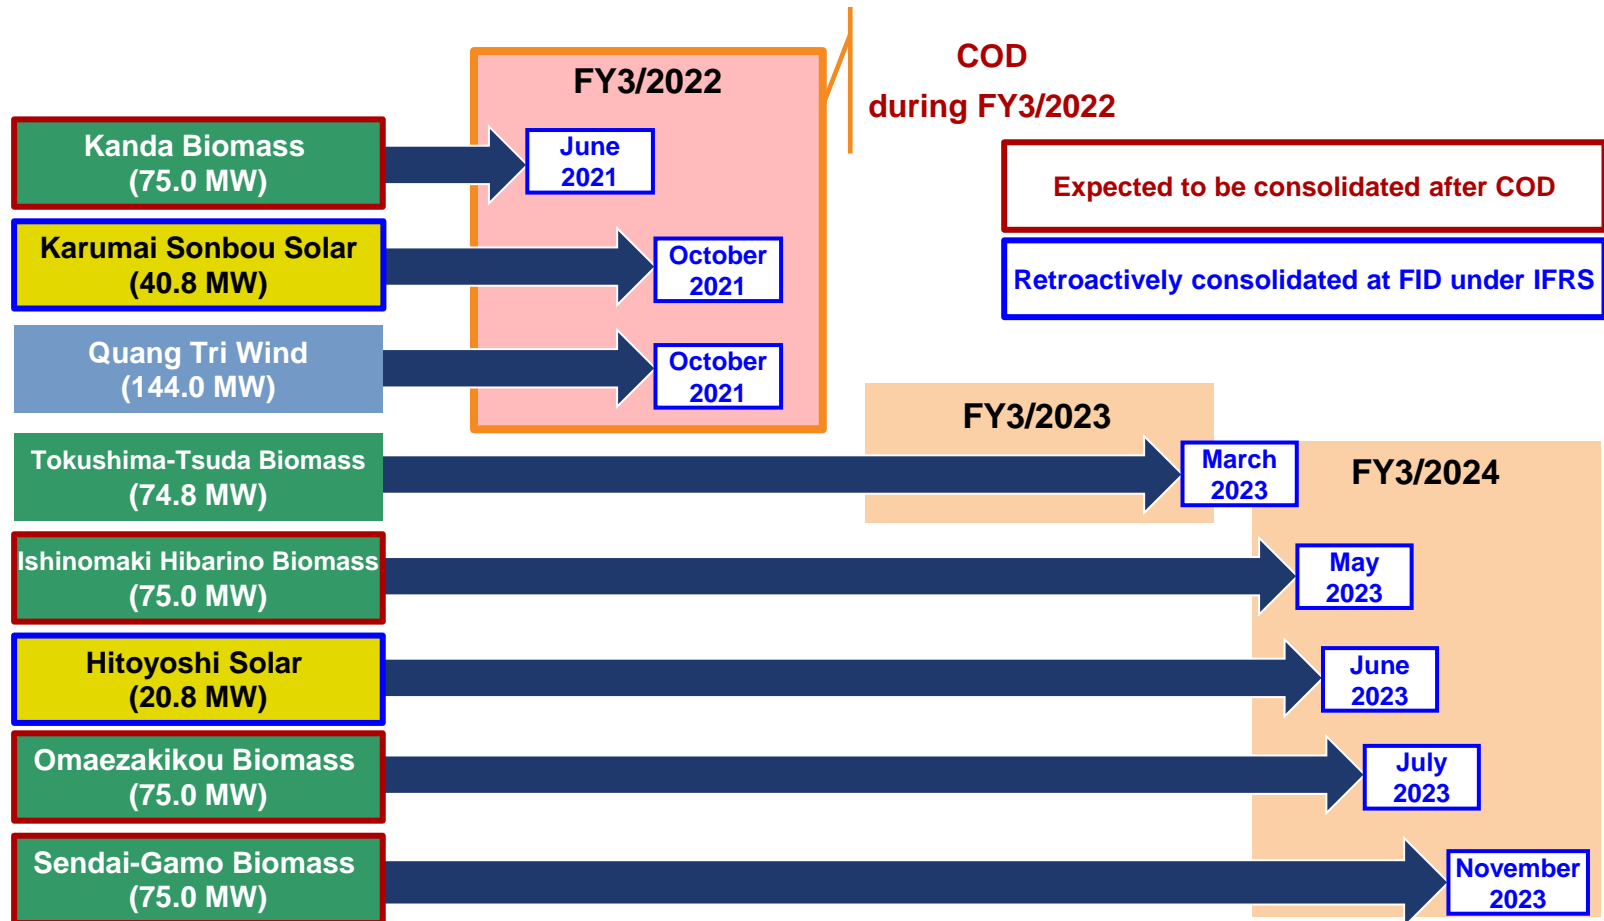 FY3/2022
COD
during FY3/2022
Kanda Biomass
(75.0 MW)
June
2021
Expected to be consolidated after COD
Karumai Sonbou Solar
(40.8 MW)
October
2021
Retroactively consolidated at FID under IFRS
Quang Tri Wind
(144.0 MW)
October
2021
FY3/2023
Tokushima-Tsuda Biomass
(74.8 MW)
March
2023
FY3/2024
Ishinomaki Hibarino Biomass
(75.0 MW)
May
2023
Hitoyoshi Solar
(20.8 MW)
June
2023
Omaezakikou Biomass
(75.0 MW)
July
2023
Sendai-Gamo Biomass
(75.0 MW)
November
2023